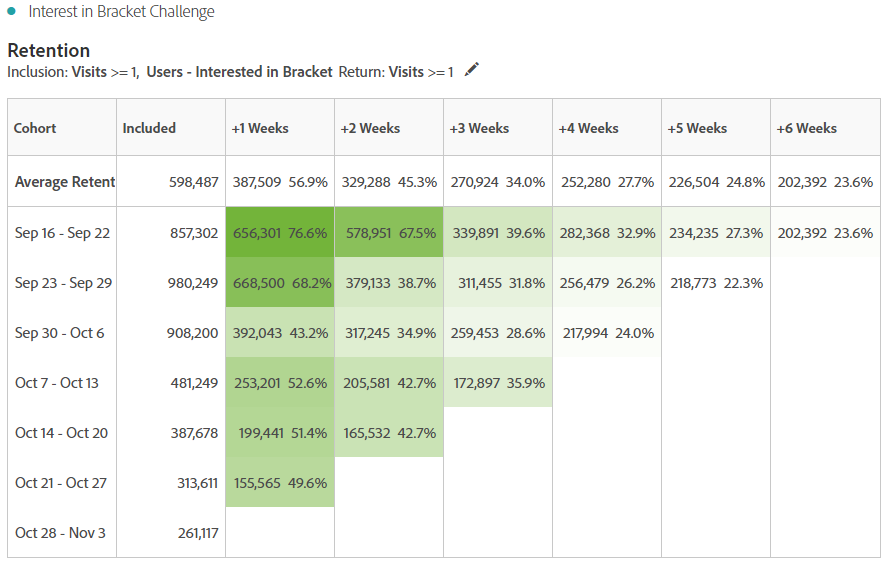 Interest in Bracket Challenge
Retention
Inclusion: Visits >= 1, Users - Interested in Bracket Return: Visits >= 1
Cohort Included +1 Weeks +2 Weeks +3 Weeks +4 Weeks +5 Weeks +6 Weeks
Average Retent 598,487 387,509 56.9% 329,288 45.3% 270,924 34.0% 252,280 27.7% 226,504 24.8% 202,392 23.6%
Sep 16 - Sep 22 857,302 656,301 76.6% 578,951 67.5% 339,891 39.6% 282,368 32.9% 234,235 27.3% 202,392 23.6%
Sep 23 - Sep 29 980,249 668,500 68.2% 379,133 38.7% 311,455 31.8% 256,479 26.2% 218,773 22.3%
Sep 30 - Oct 6 908,200 392,043 43.2% 317,245 34.9% 259,453 28.6% 217,994 24.0%
Oct 7 - Oct 13 481,249 253,201 52.6% 205,581 42.7% 172,897 35.9%
Oct 14 - Oct 20 387,678 199,441 51.4% 165,532 42.7%
Oct 21 - Oct 27 313,611 155,565 49.6%
Oct 28 - Nov 3 261,117